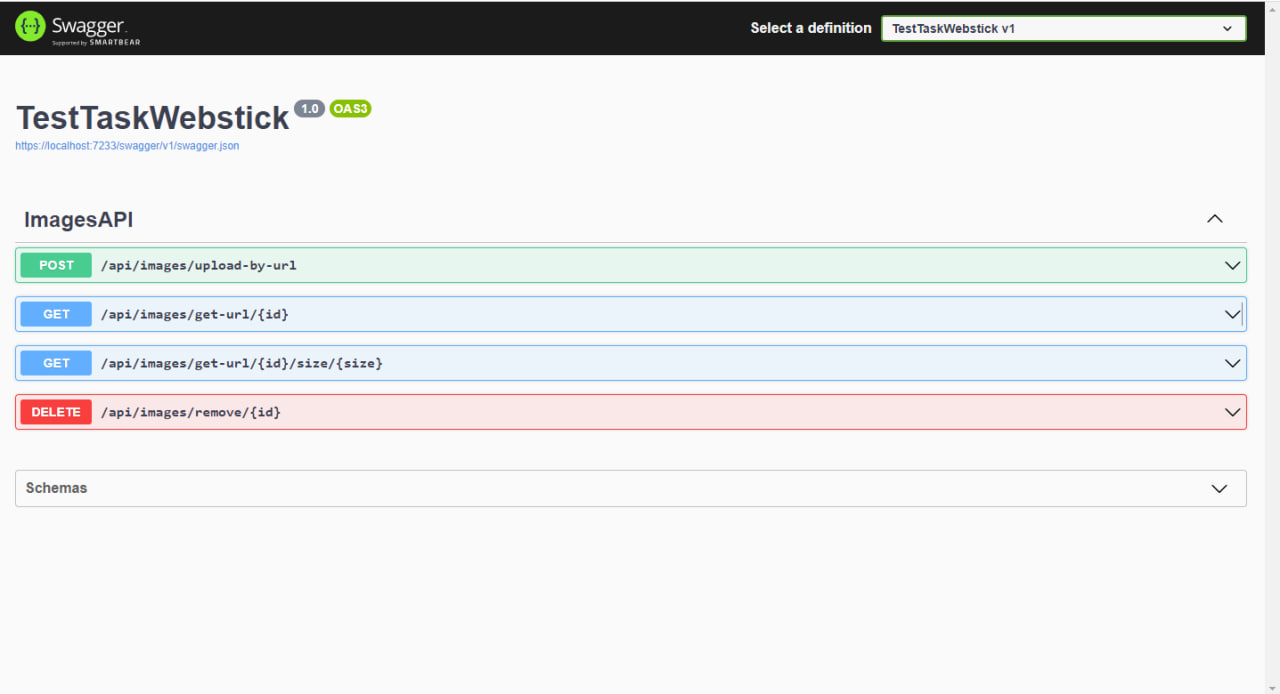 Swagger.
Supported by SMARTBEAR
Select a definition
TestTaskWebstick v1
TestTaskWebstick 1.0 OAS3
https://localhost:7233/swagger/v1/swagger.json
ImagesAPI
POST /api/images/upload-by-url
GET /api/images/get-url/{id}
GET /api/images/get-url/{id}/size/{size}
DELETE /api/images/remove/{id}
Schemas